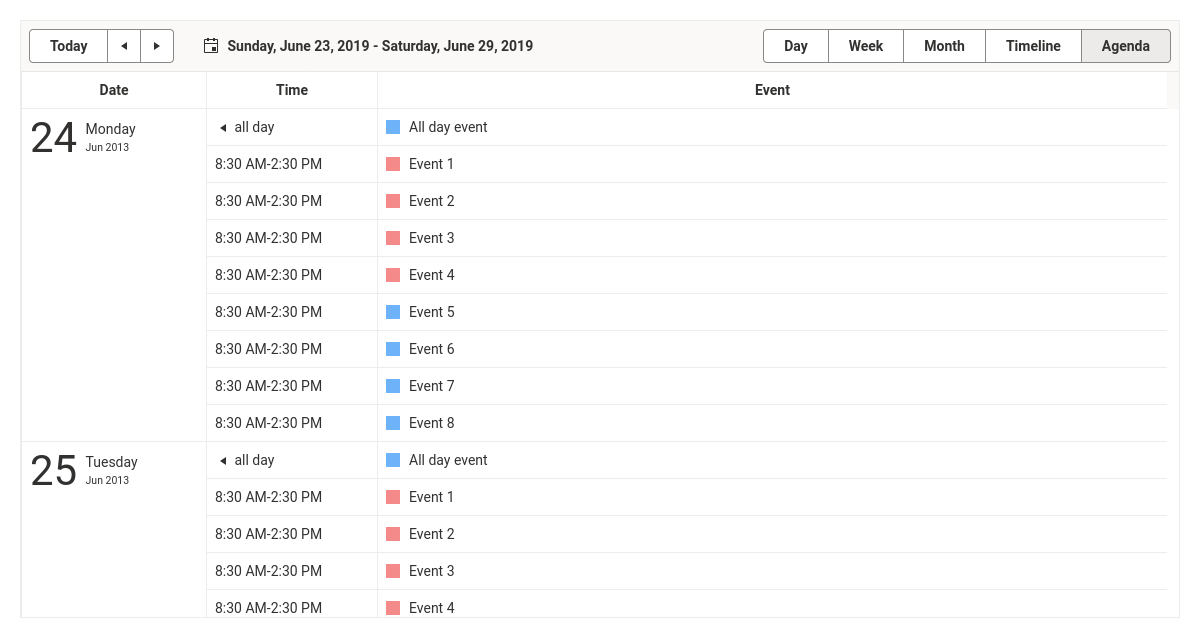 Today
Sunday, June 23, 2019 - Saturday, June 29, 2019
Day Week Month Timeline Agenda
Date Time Event
24 Monday
Jun 2013
all day All day event
8:30 AM-2:30 PM Event 1
8:30 AM-2:30 PM Event 2
8:30 AM-2:30 PM Event 3
8:30 AM-2:30 PM Event 4
8:30 AM-2:30 PM Event 5
8:30 AM-2:30 PM Event 6
8:30 AM-2:30 PM Event 7
8:30 AM-2:30 PM Event 8
25 Tuesday
Jun 2013
all day All day event
8:30 AM-2:30 PM Event 1
8:30 AM-2:30 PM Event 2
8:30 AM-2:30 PM Event 3
8:30 AM-2:30 PM Event 4